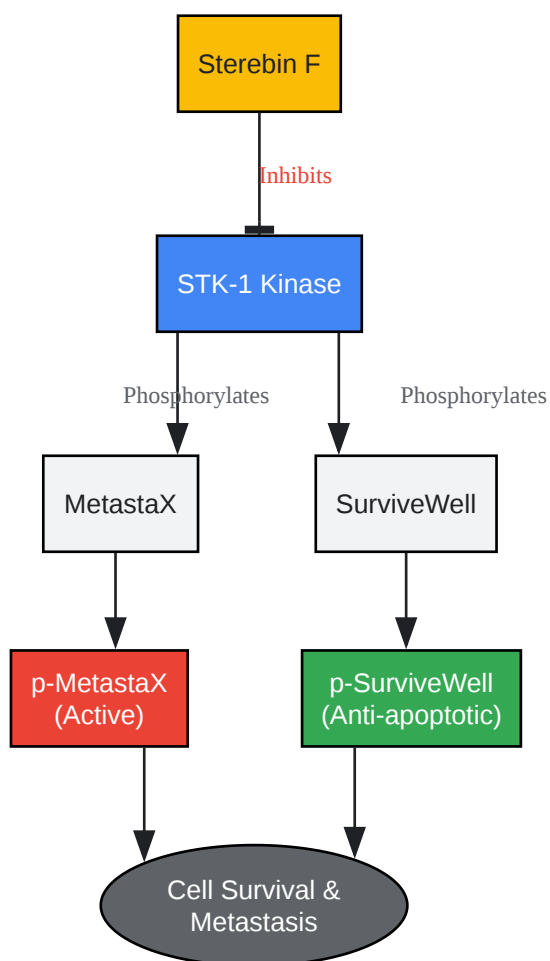 Sterebin F
Inhibits
STK-1 Kinase
Phosphorylates
Phosphorylates
MetastaX
SurviveWell
p-MetastaX
(Active)
p-SurviveWell
(Anti-apoptotic)
Cell Survival &
Metastasis